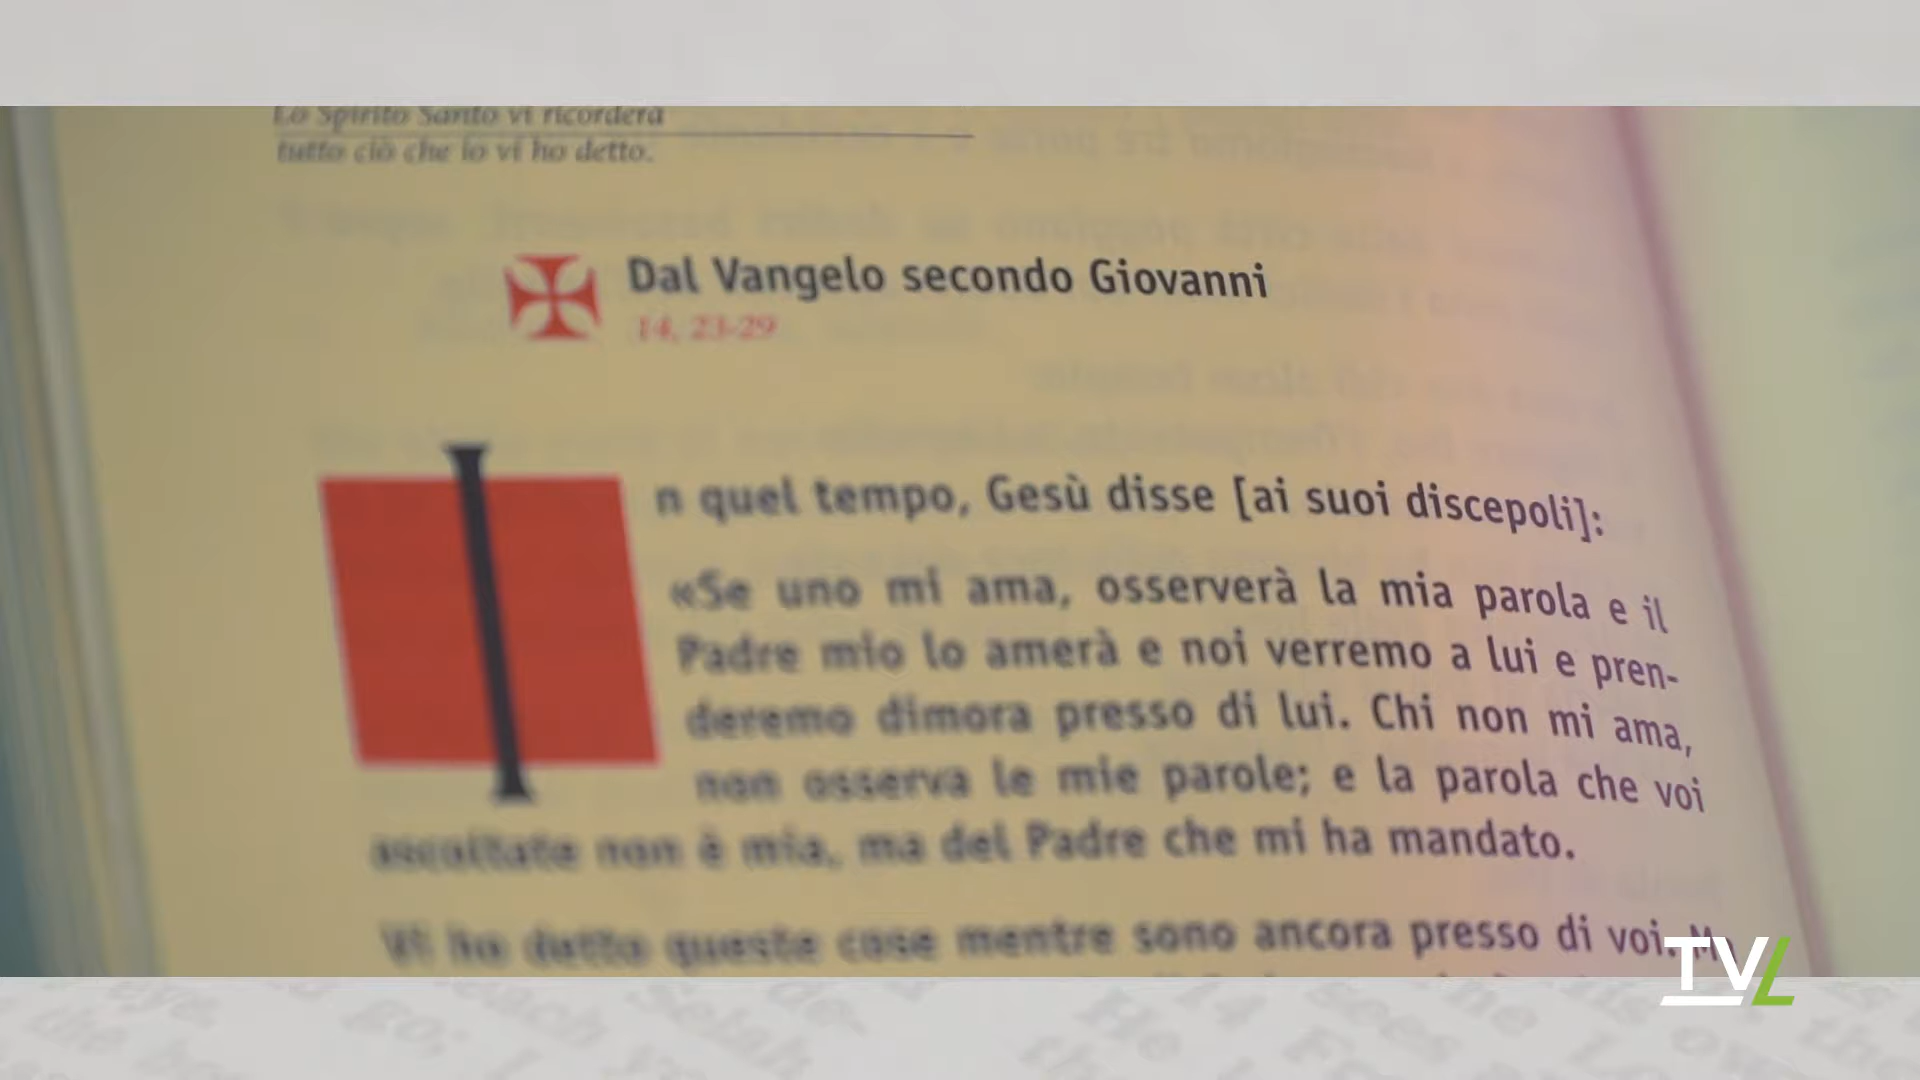 Lo Spirito Santo vi ricorderà
tutto ciò che io vi ho detto.
Dal Vangelo secondo Giovanni
14, 23-29
In quel tempo, Gesù disse [ai suoi discepoli]:
«Se uno mi ama, osserverà la mia parola e il
Padre mio lo amerà e noi verremo a lui e pren-
deremo dimora presso di lui. Chi non mi ama,
non osserva le mie parole; e la parola che voi
ascoltate non è mia, ma del Padre che mi ha mandato.
Vi ho detto queste cose mentre sono ancora presso di voi.
TVL